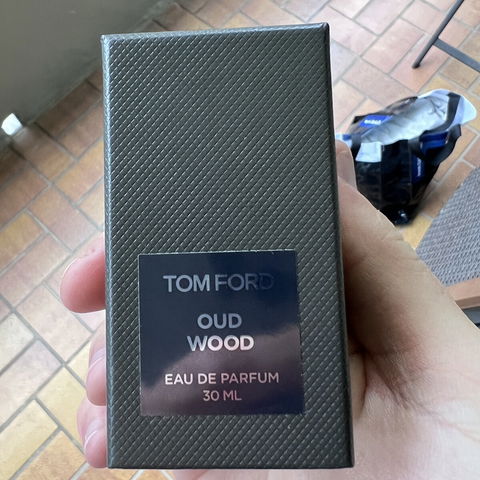 TOM FORD
OUD
WOOD
EAU DE PARFUM
30 ML